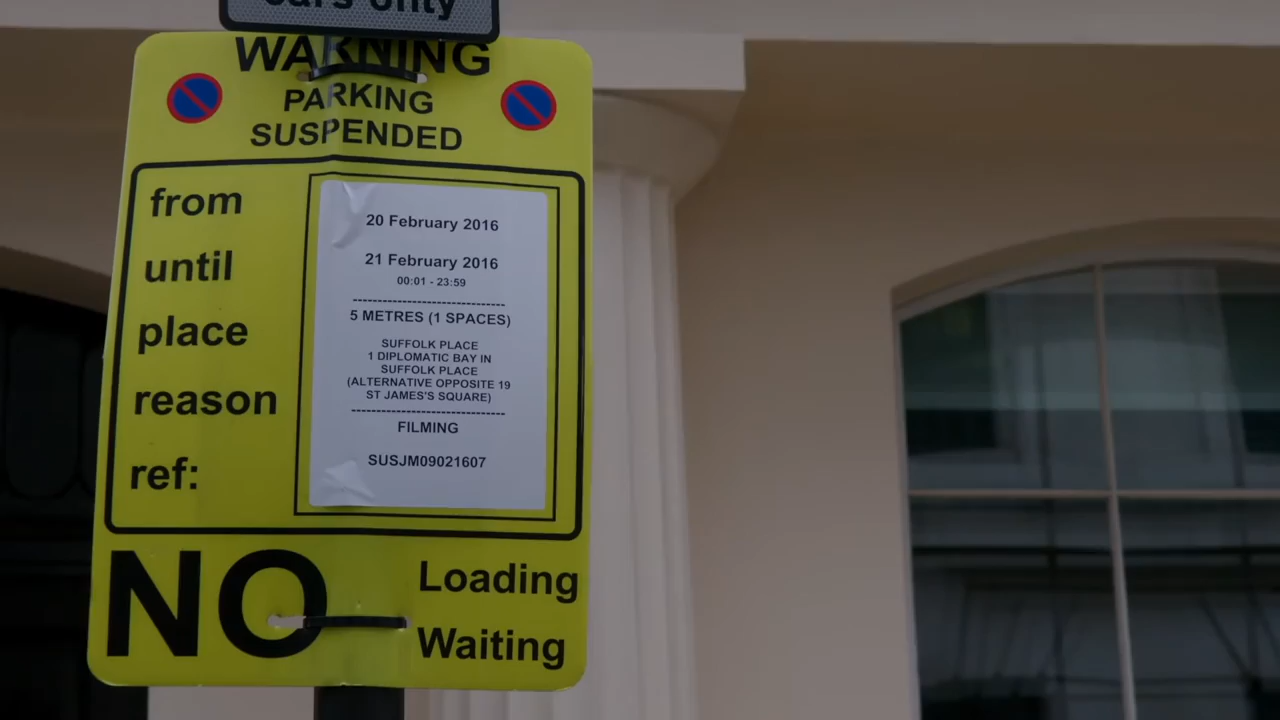 cars only
WARNING
PARKING
SUSPENDED
from
20 February 2016
until
21 February 2016
00:01 - 23:59
-----------------------------------
place
5 METRES (1 SPACES)
SUFFOLK PLACE
1 DIPLOMATIC BAY IN
SUFFOLK PLACE
(ALTERNATIVE OPPOSITE 19
ST JAMES'S SQUARE)
-----------------------------------
reason
FILMING
ref:
SUSJM09021607
NO
Loading
Waiting